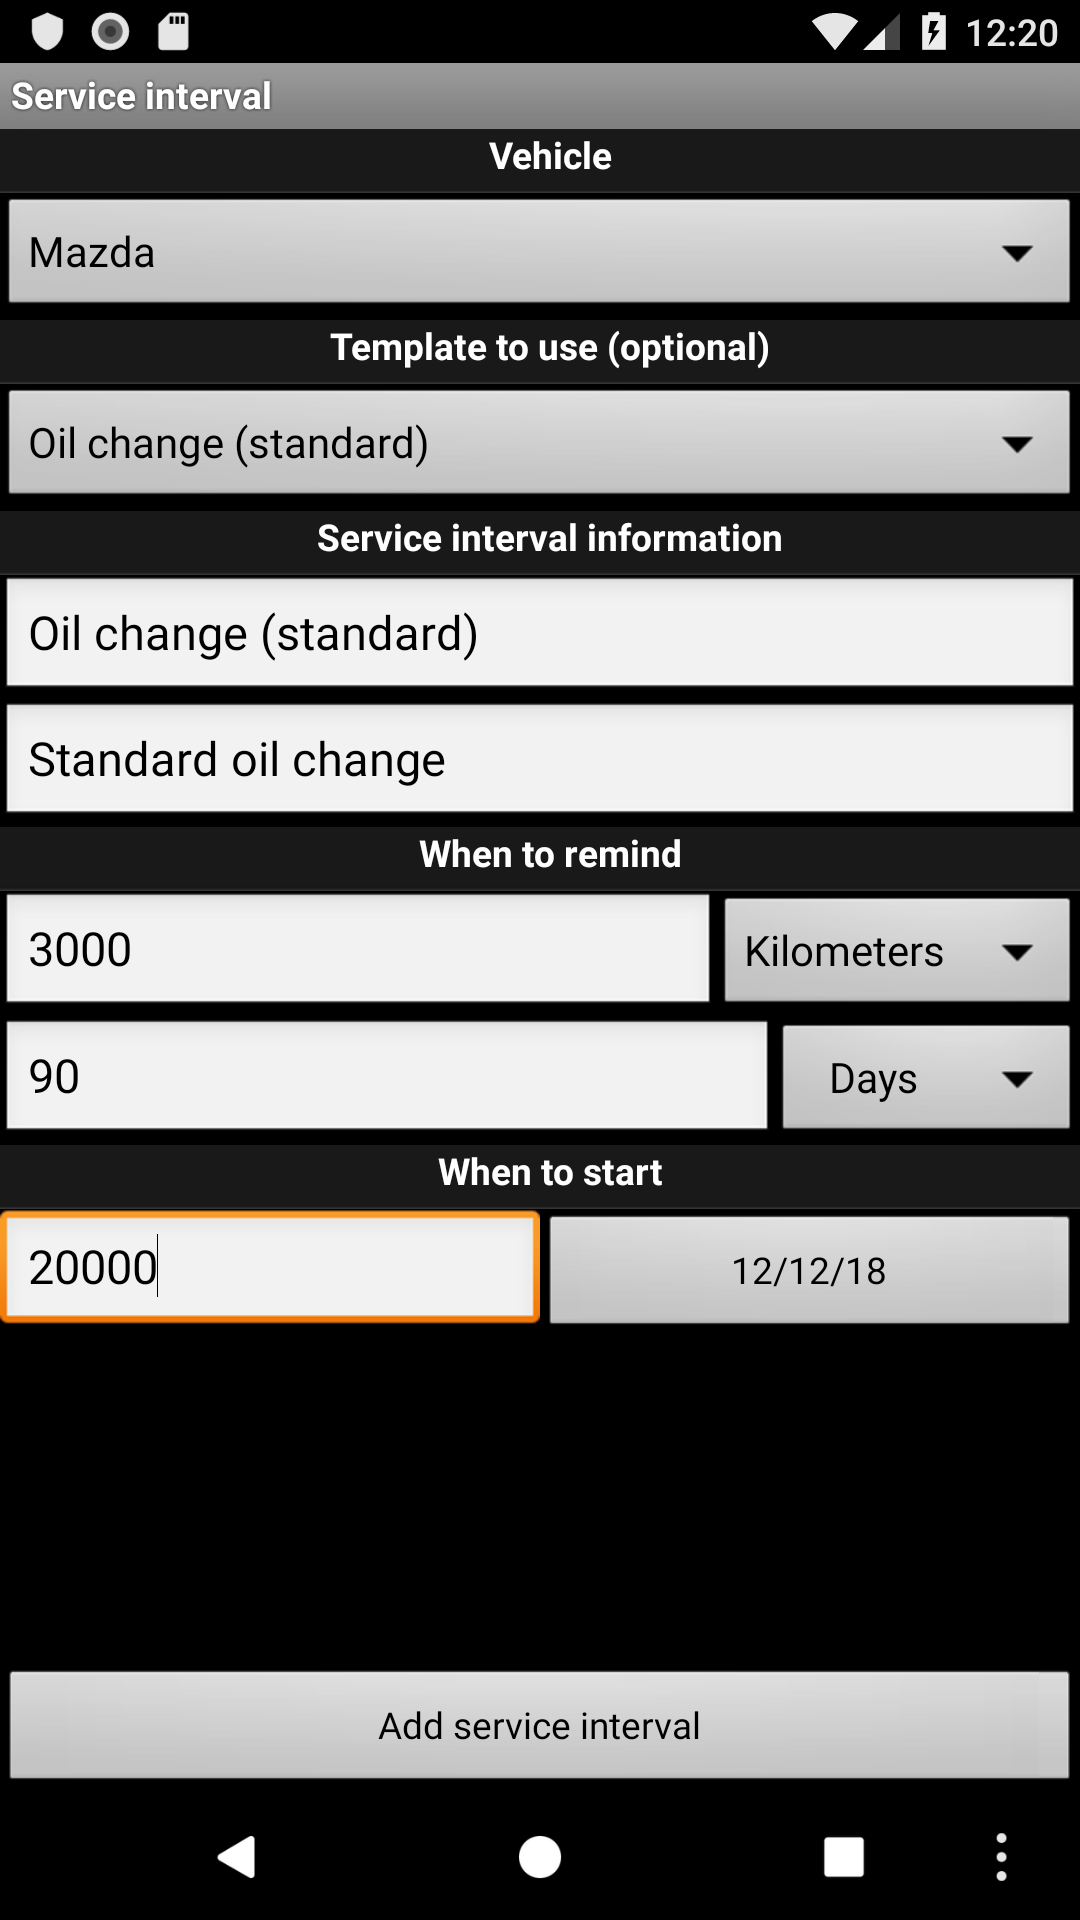 12:20
Service interval
Vehicle
Mazda
Template to use (optional)
Oil change (standard)
Service interval information
Oil change (standard)
Standard oil change
When to remind
3000 Kilometers
90 Days
When to start
20000 12/12/18
Add service interval